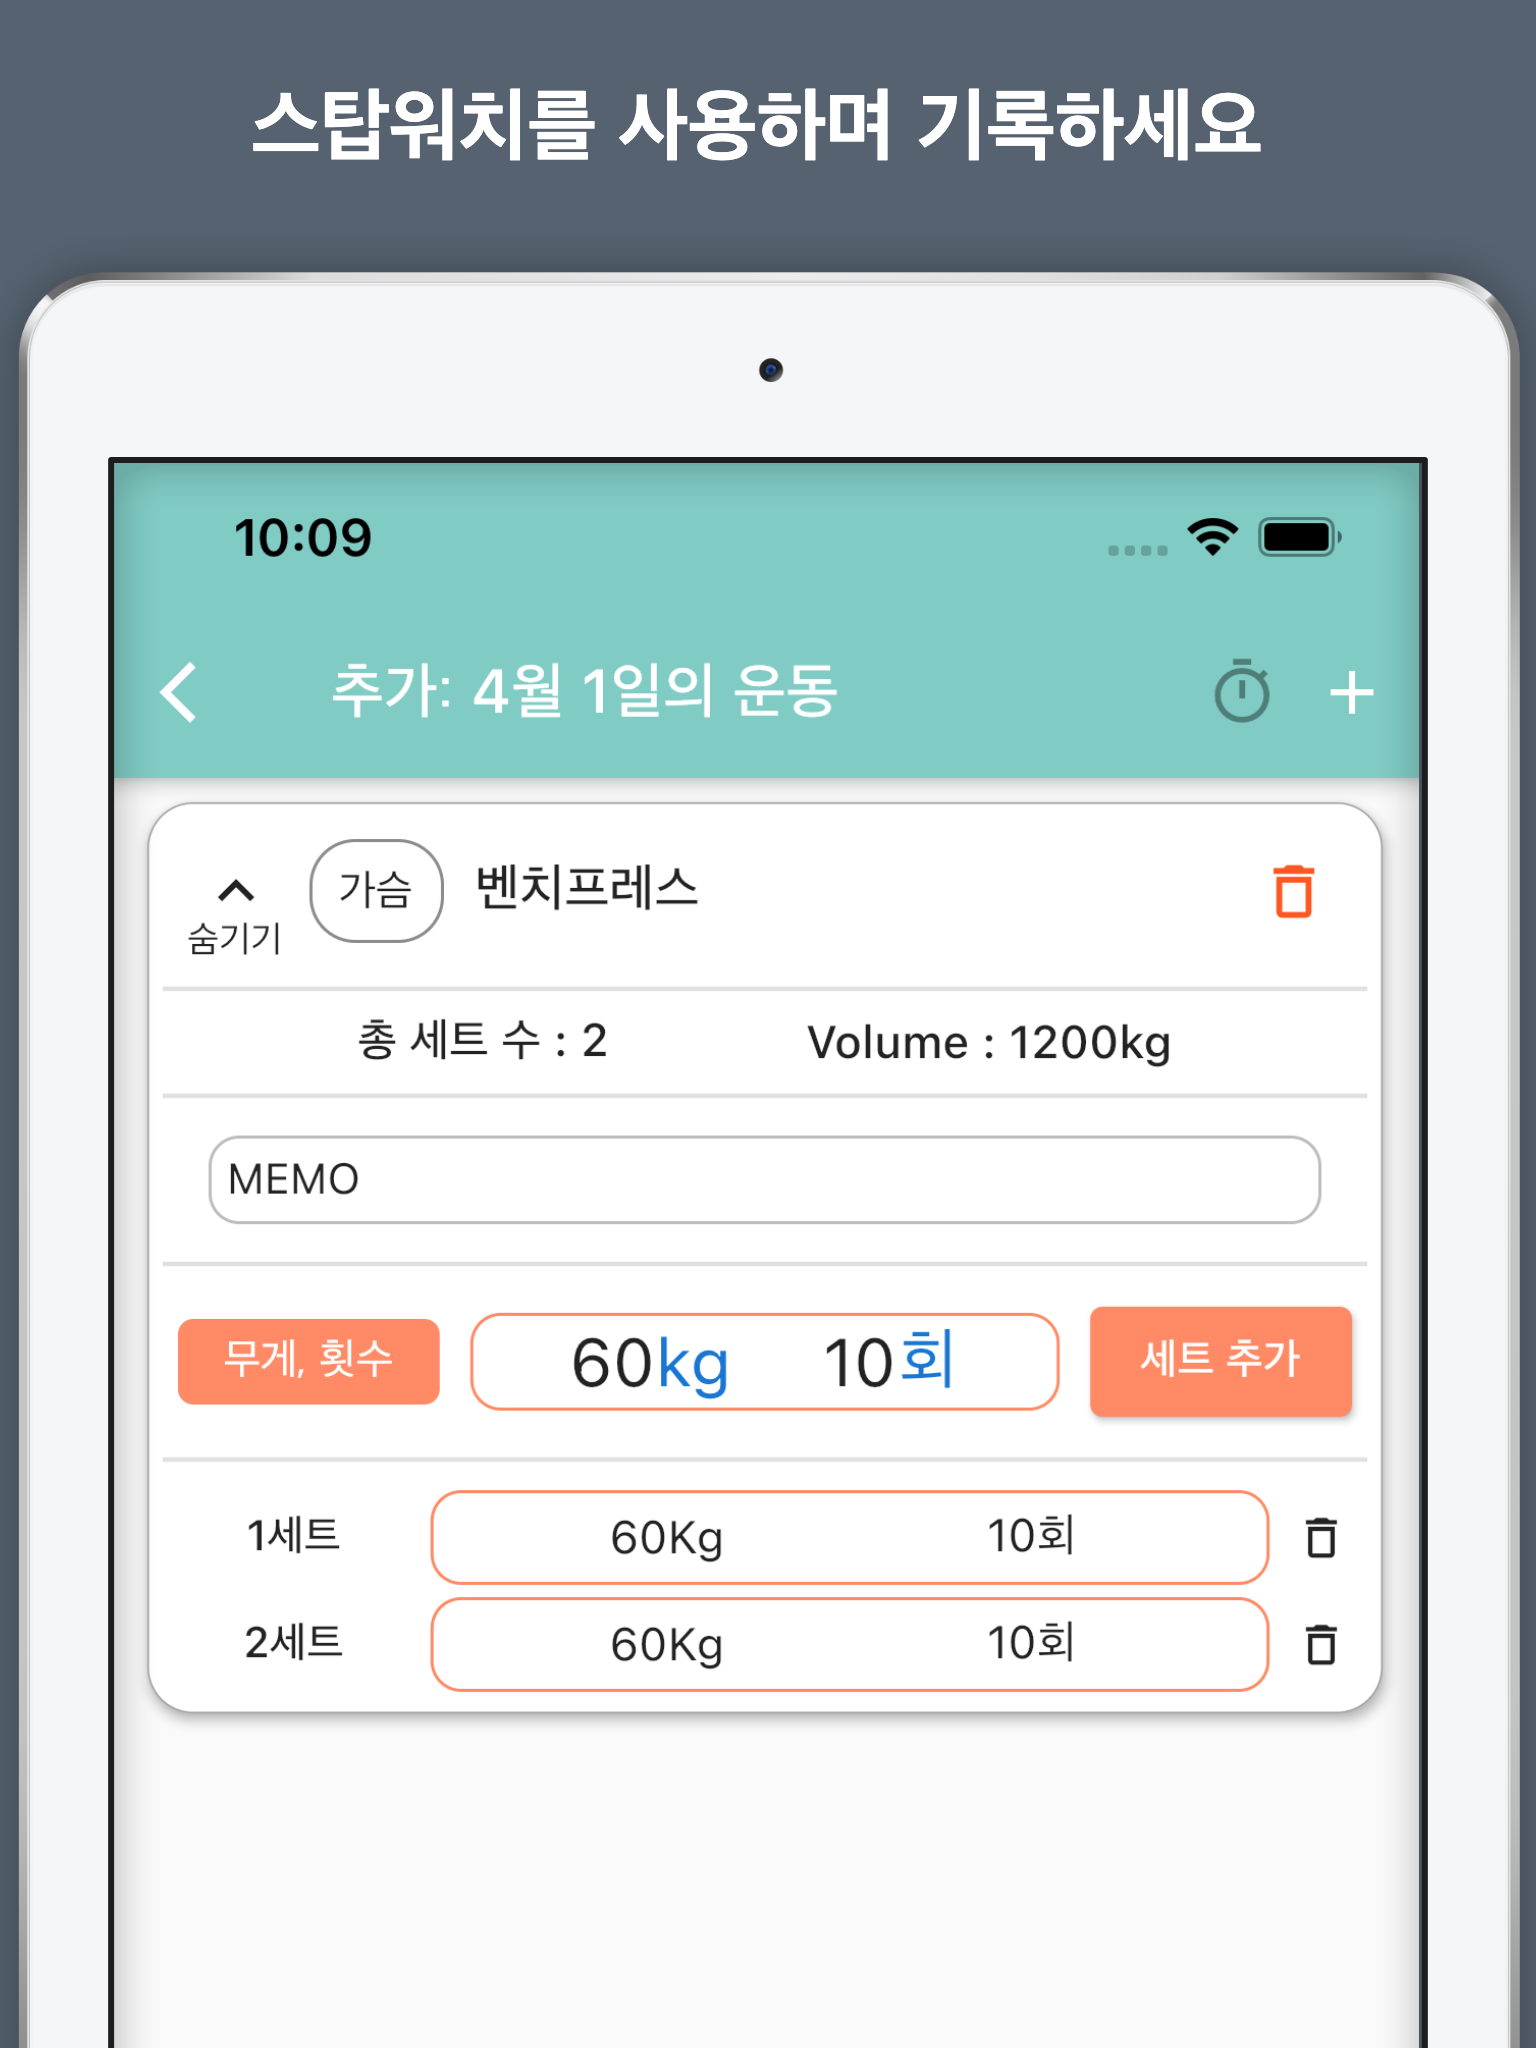 스탑워치를 사용하며 기록하세요
10:09
추가: 4월 1일의 운동
가슴 벤치프레스
숨기기
총 세트 수 : 2 Volume : 1200kg
MEMO
무게, 횟수 60kg 10회 세트 추가
1세트 60Kg 10회
2세트 60Kg 10회